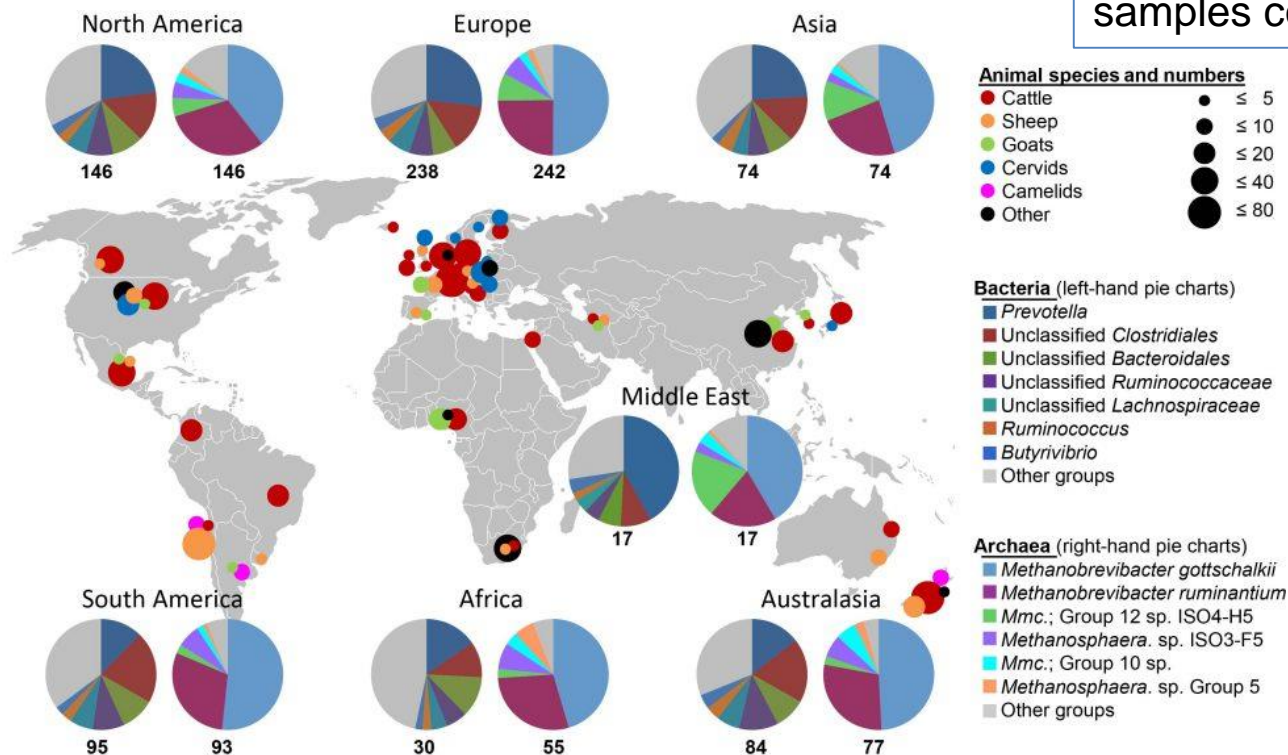 samples
North America
Europe
Asia
146
146
238
242
74
74
Animal species and numbers
Cattle
Sheep
Goats
Cervids
Camelids
Other
≤ 5
≤ 10
≤ 20
≤ 40
≤ 80
Bacteria (left-hand pie charts)
Prevotella
Unclassified Clostridiales
Unclassified Bacteroidales
Unclassified Ruminococcaceae
Unclassified Lachnospiraceae
Ruminococcus
Butyrivibrio
Other groups
Middle East
17
17
Archaea (right-hand pie charts)
Methanobrevibacter gottschalkii
Methanobrevibacter ruminantium
Mmc.; Group 12 sp. ISO4-H5
Methanosphaera. sp. ISO3-F5
Mmc.; Group 10 sp.
Methanosphaera. sp. Group 5
Other groups
South America
Africa
Australasia
95
93
30
55
84
77